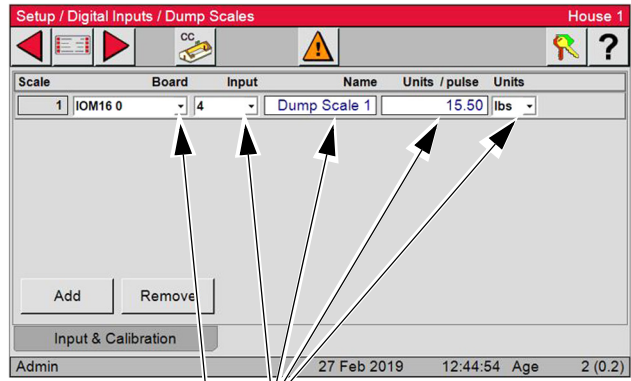 Setup / Digital Inputs / Dump Scales House 1
CC
?
Scale Board Input Name Units / pulse Units
1 IOM16 0 4 Dump Scale 1 15.50 lbs
Add Remove
Input & Calibration
Admin 27 Feb 2019 12:44:54 Age 2 (0.2)